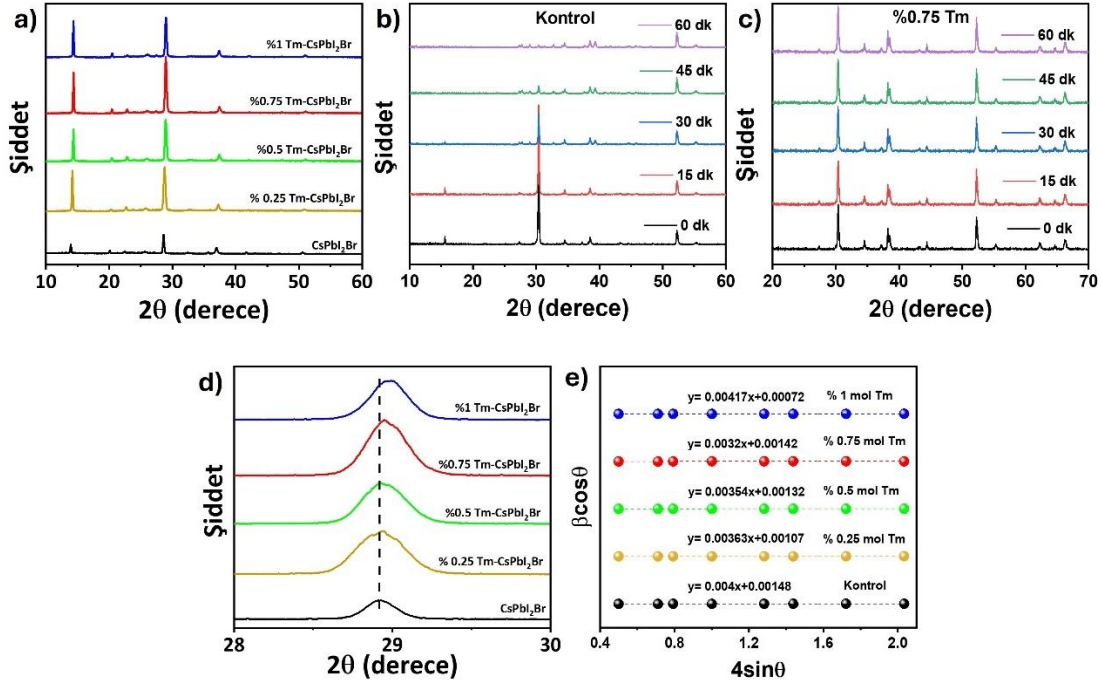 a)
%1 Tm-CsPbI₂Br
%0.75 Tm-CsPbI₂Br
%0.5 Tm-CsPbI₂Br
% 0.25 Tm-CsPbI₂Br
CsPbI₂Br
Şiddet
10 20 30 40 50 60
2θ (derece)
b)
Kontrol
60 dk
45 dk
30 dk
15 dk
0 dk
Şiddet
10 20 30 40 50 60
2θ (derece)
c)
%0.75 Tm
60 dk
45 dk
30 dk
15 dk
0 dk
Şiddet
20 30 40 50 60 70
2θ (derece)
d)
%1 Tm-CsPbI₂Br
%0.75 Tm-CsPbI₂Br
%0.5 Tm-CsPbI₂Br
% 0.25 Tm-CsPbI₂Br
CsPbI₂Br
Şiddet
28 29 30
2θ (derece)
e)
y= 0.00417x+0.00072 % 1 mol Tm
y= 0.0032x+0.00142 % 0.75 mol Tm
y= 0.00354x+0.00132 % 0.5 mol Tm
y= 0.00363x+0.00107 % 0.25 mol Tm
y= 0.004x+0.00148 Kontrol
βcosθ
0.4 0.8 1.2 1.6 2.0
4sinθ